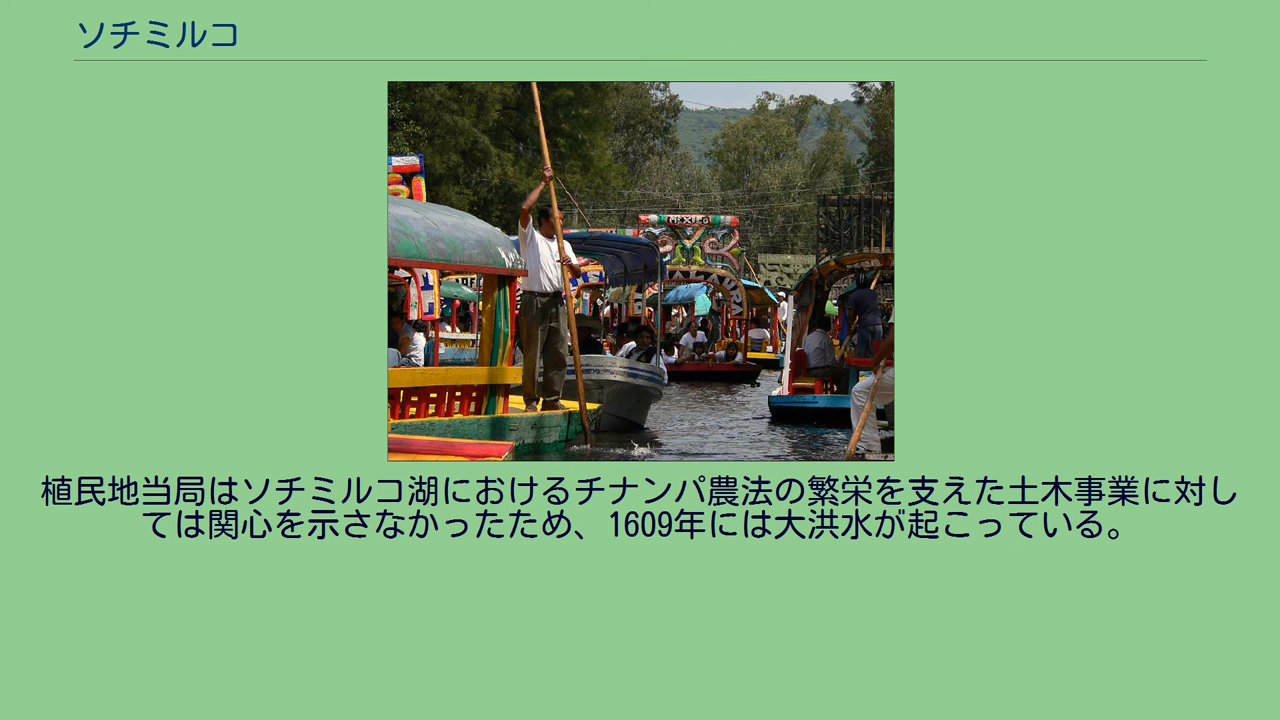 ソチミルコ
MEXICO
植民地当局はソチミルコ湖におけるチナンパ農法の繁栄を支えた土木事業に対し
ては関心を示さなかったため、1609年には大洪水が起こっている。